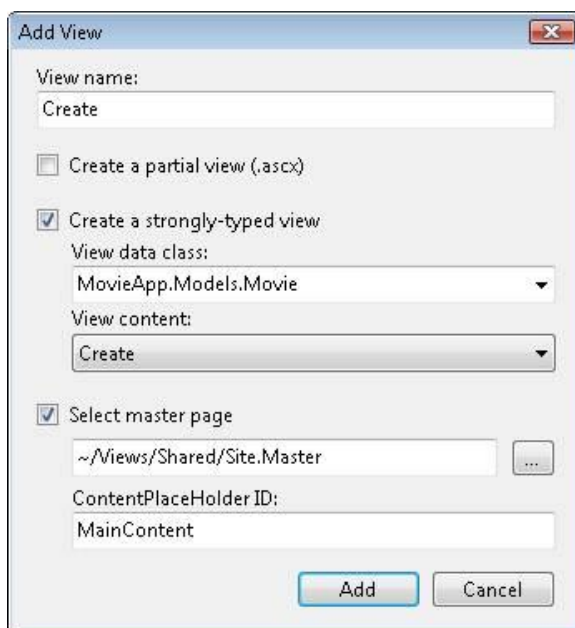 Add View
View name:
Create
Create a partial view (.ascx)
Create a strongly-typed view
View data class:
MovieApp.Models.Movie
View content:
Create
Select master page
~/Views/Shared/Site.Master
...
ContentPlaceHolder ID:
MainContent
Add Cancel